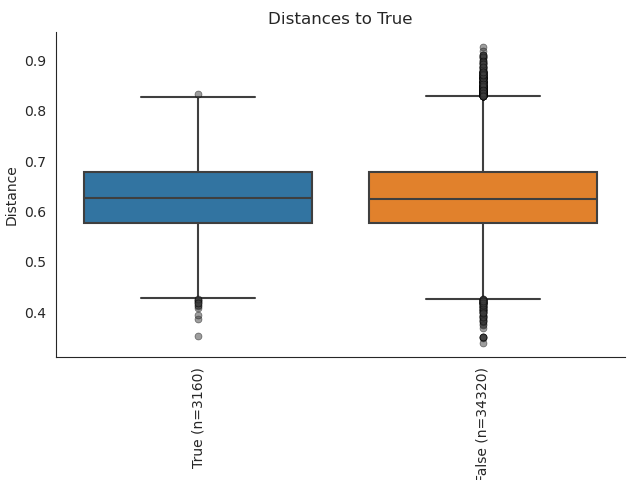 Distances to True
0.9
0.8
0.7
0.6
0.5
0.4
Distance
True (n=3160)
False (n=34320)